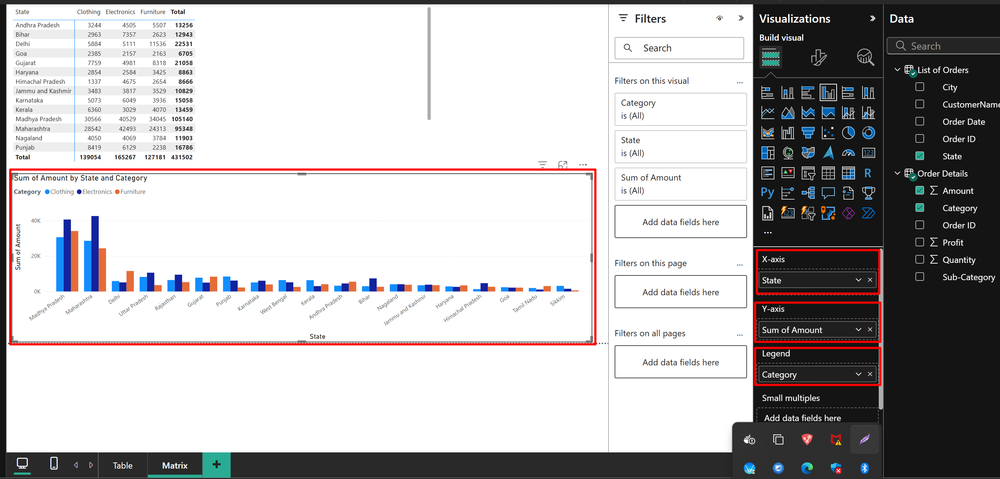 State Clothing Electronics Furniture Total
Andhra Pradesh 3244 4505 5507 13256
Bihar 2963 7357 2623 12943
Delhi 5884 5111 11536 22531
Goa 2385 2157 2163 6705
Gujarat 7759 4981 8318 21058
Haryana 2854 2584 3425 8863
Himachal Pradesh 1337 4675 2654 8666
Jammu and Kashmir 3483 3817 3529 10829
Karnataka 5073 6049 3936 15058
Kerala 6360 3029 4070 13459
Madhya Pradesh 30566 40529 34045 105140
Maharashtra 28542 42493 24313 95348
Nagaland 4050 4069 3784 11903
Punjab 8419 6129 2238 16786
Total 139054 165267 127181 431502
Sum of Amount by State and Category
Category Clothing Electronics Furniture
Sum of Amount
40K
20K
0K
Madhya Pradesh
Maharashtra
Delhi
Uttar Pradesh
Rajasthan
Gujarat
Punjab
Karnataka
West Bengal
Kerala
Andhra Pradesh
Bihar
Nagaland
Jammu and Kashmir
Haryana
Himachal Pradesh
Goa
Tamil Nadu
Sikkim
State
Table
Matrix
+
Filters
Search
Filters on this visual ...
Category
is (All)
State
is (All)
Sum of Amount
is (All)
Add data fields here
Filters on this page ...
Add data fields here
Filters on all pages ...
Add data fields here
Visualizations
Build visual
123
R
Py
123
...
X-axis
State
Y-axis
Sum of Amount
Legend
Category
Small multiples
Add data fields here
Data
Search
List of Orders
City
CustomerName
Order Date
Order ID
State
Order Details
Σ Amount
Category
Order ID
Σ Profit
Σ Quantity
Sub-Category